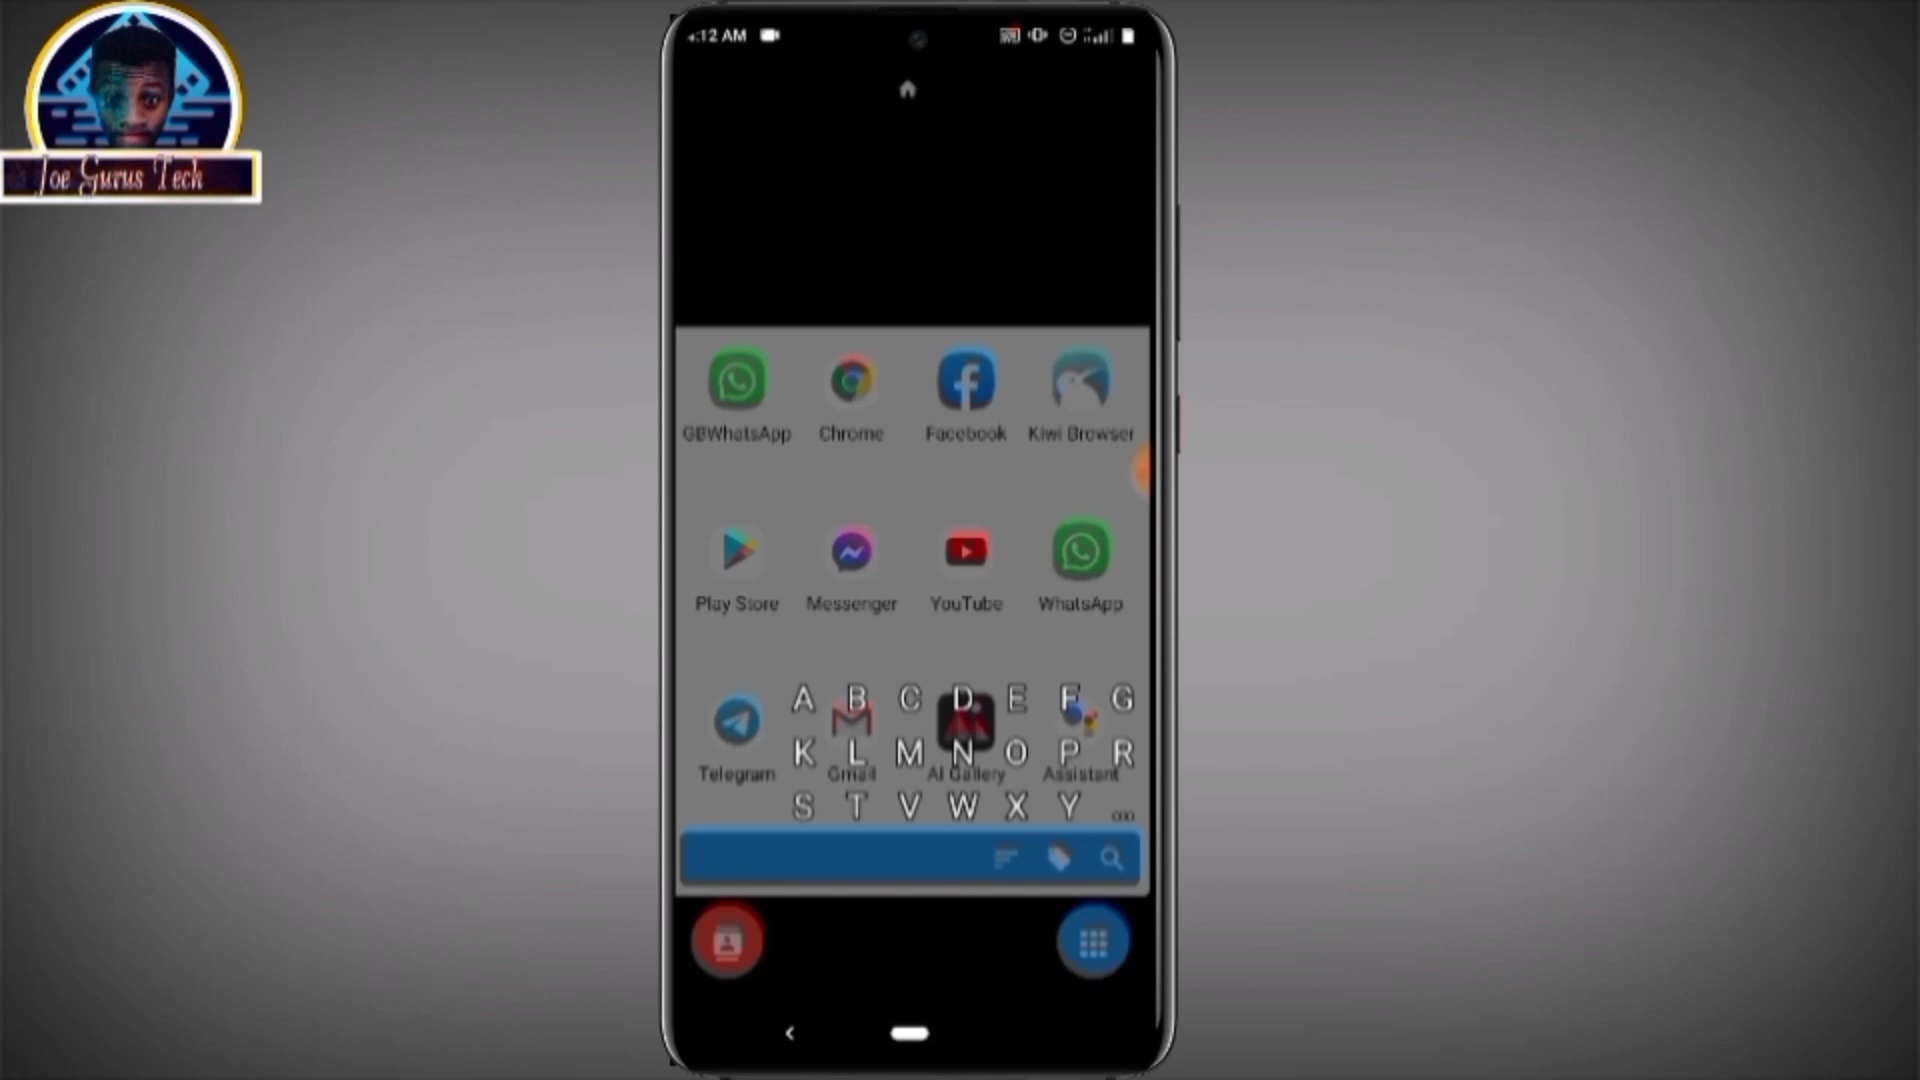 4:12 AM
Joe Gurus Tech
GBWhatsApp Chrome Facebook Kiwi Browser
Play Store Messenger YouTube WhatsApp
A B C D E F G
K L M N O P R
Telegram Gmail AI Gallery Assistant
S T V W X Y ...